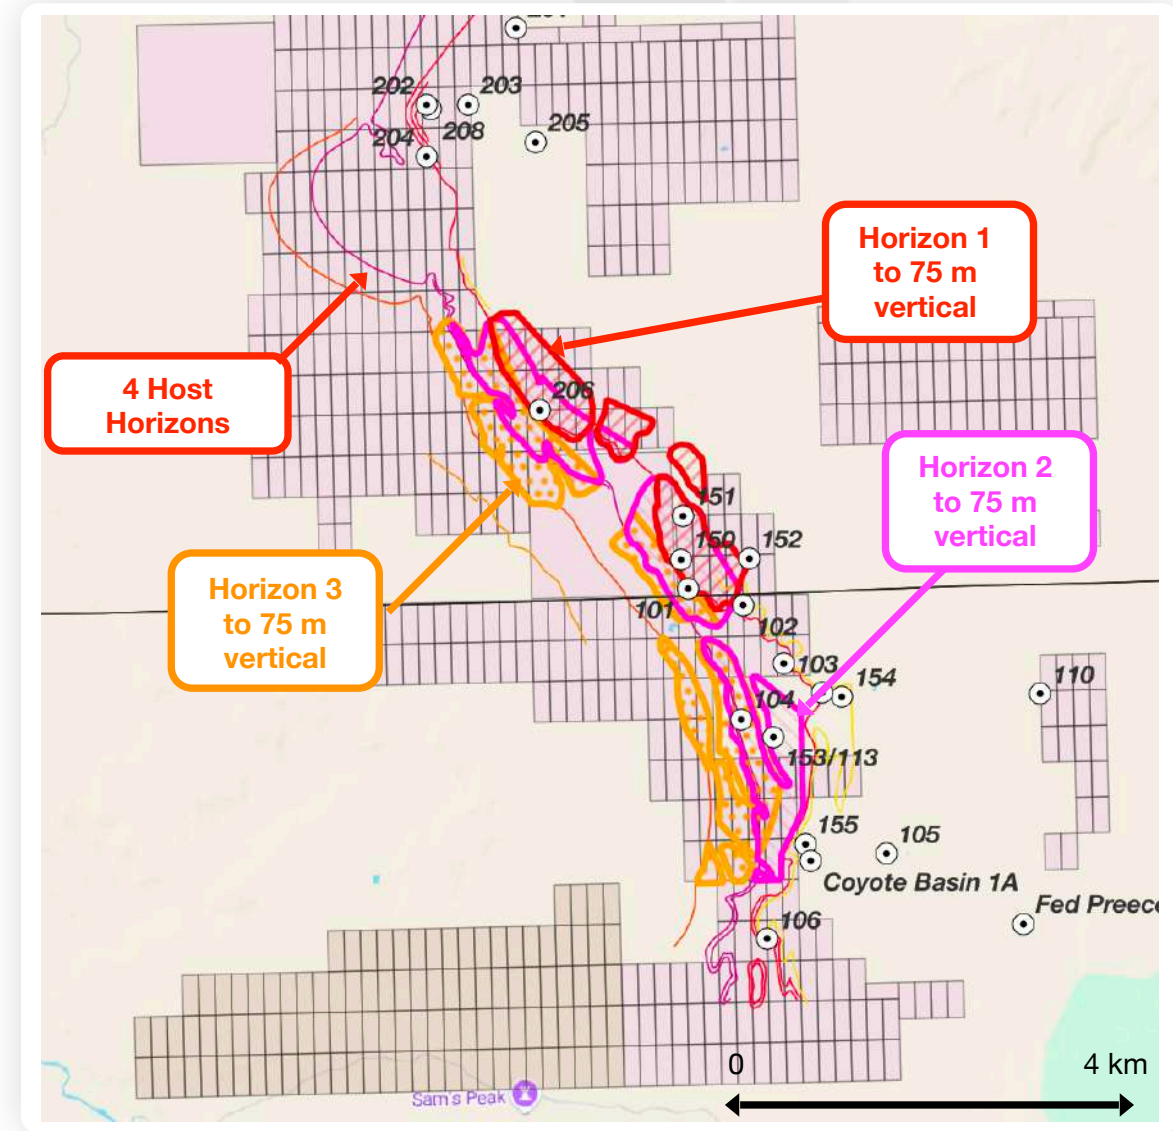 202
203
204
208
205
Horizon 1
to 75 m
vertical
4 Host
Horizons
206
Horizon 2
to 75 m
vertical
151
150
152
Horizon 3
to 75 m
vertical
101
102
103
154
110
104
153/113
155
105
Coyote Basin 1A
Fed Preece
106
0
4 km
Sam's Peak